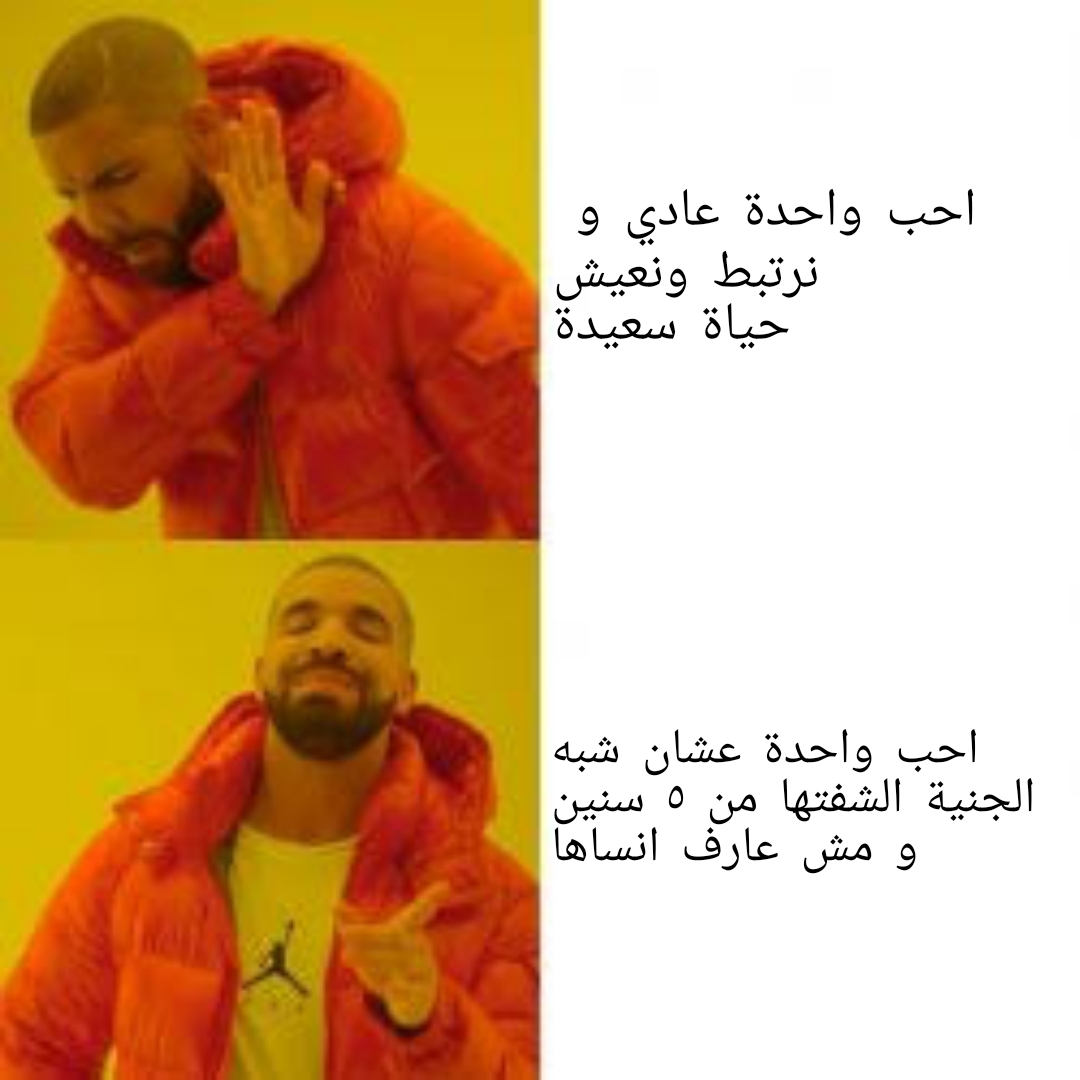 احب واحدة عادي و
نرتبط ونعيش
حياة سعيدة
احب واحدة عشان شبه
الجنية الشفتها من ٥ سنين
و مش عارف انساها